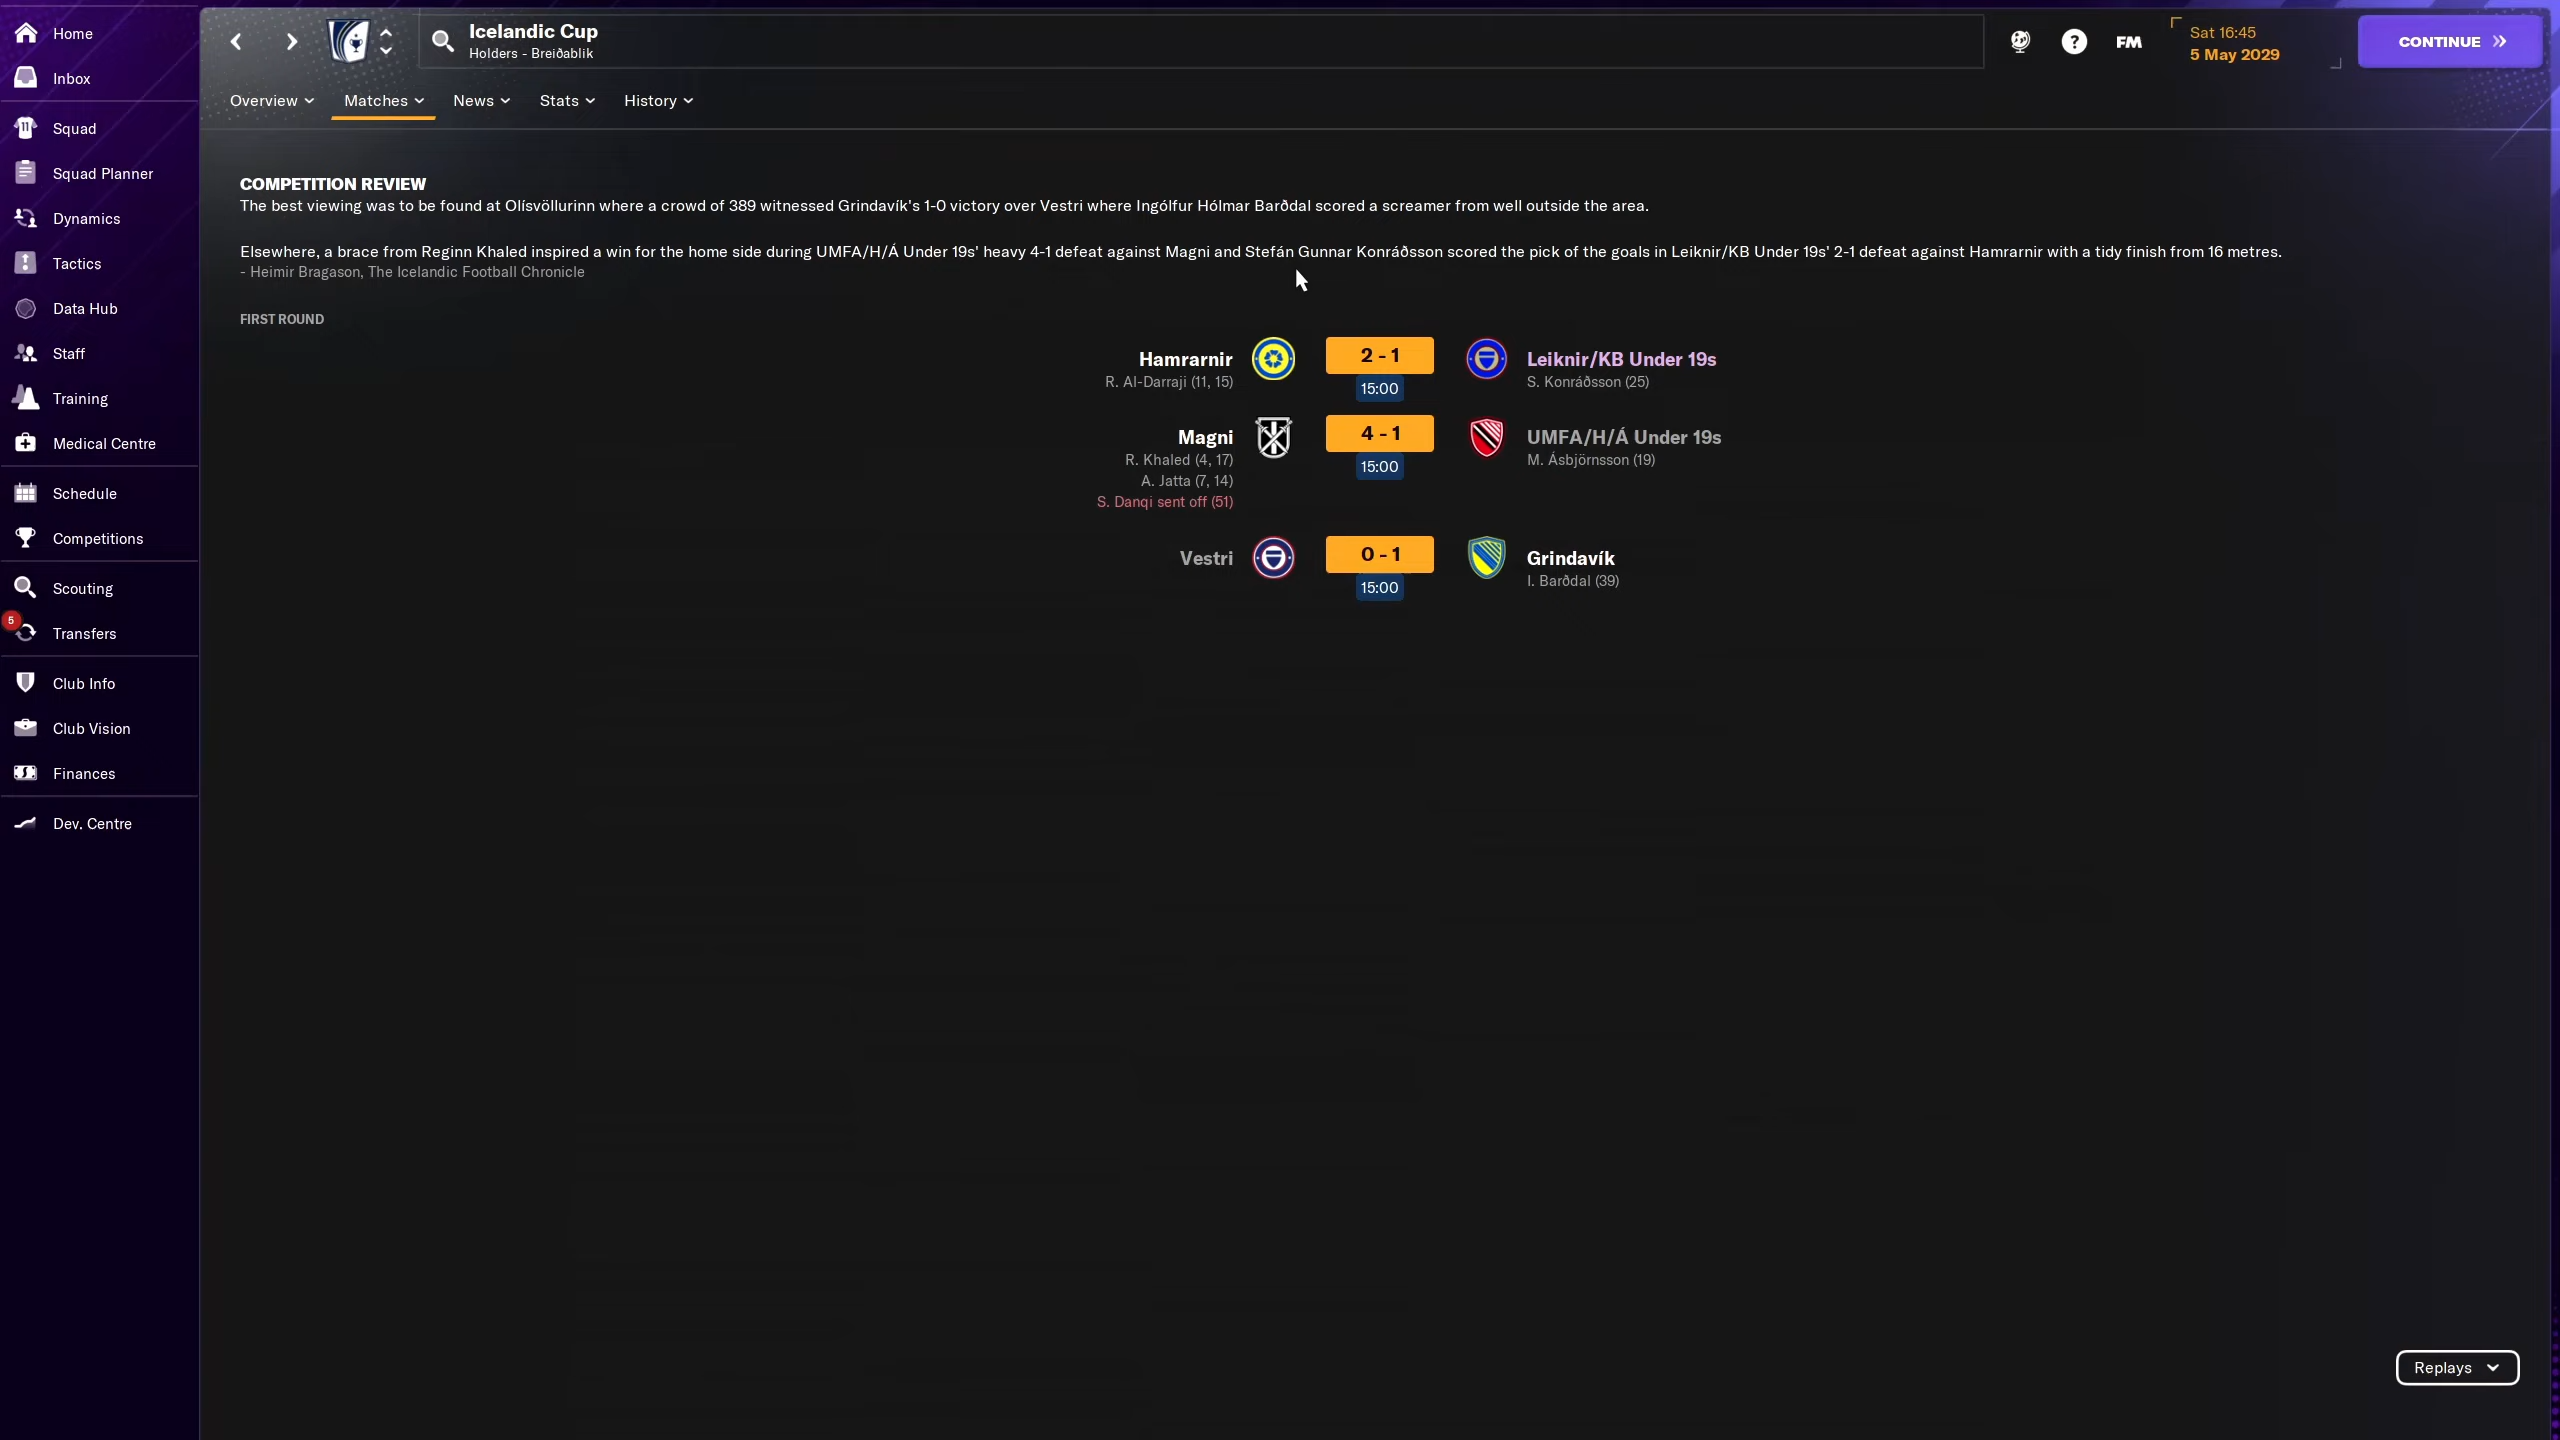 Home
Inbox
Squad
Squad Planner
Dynamics
Tactics
Data Hub
Staff
Training
Medical Centre
Schedule
Competitions
Scouting
5
Transfers
Club Info
Club Vision
Finances
Dev. Centre
Icelandic Cup
Holders - Breiðablik
?
FM
Sat 16:45
5 May 2029
CONTINUE
Overview
Matches
News
Stats
History
COMPETITION REVIEW
The best viewing was to be found at Olísvöllurinn where a crowd of 389 witnessed Grindavík's 1-0 victory over Vestri where Ingólfur Hólmar Barðdal scored a screamer from well outside the area.
Elsewhere, a brace from Reginn Khaled inspired a win for the home side during UMFA/H/Á Under 19s' heavy 4-1 defeat against Magni and Stefán Gunnar Konráðsson scored the pick of the goals in Leiknir/KB Under 19s' 2-1 defeat against Hamrarnir with a tidy finish from 16 metres.
- Heimir Bragason, The Icelandic Football Chronicle
FIRST ROUND
Hamrarnir 2 - 1 Leiknir/KB Under 19s
R. Al-Darraji (11, 15) 15:00 S. Konráðsson (25)
Magni 4 - 1 UMFA/H/Á Under 19s
R. Khaled (4, 17) 15:00 M. Ásbjörnsson (19)
A. Jatta (7, 14)
S. Danqi sent off (51)
Vestri 0 - 1 Grindavík
15:00 I. Barðdal (39)
Replays